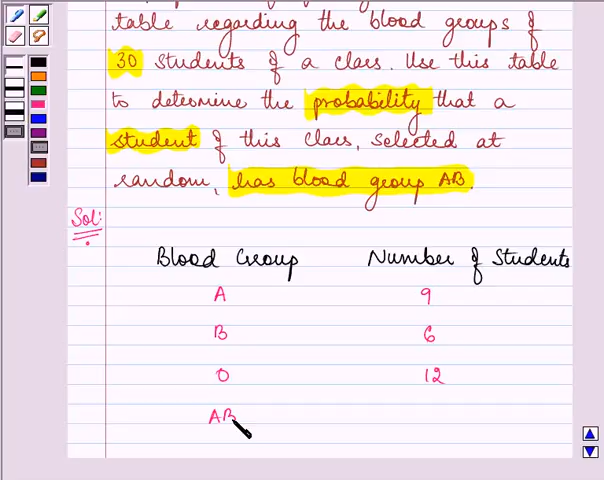 table regarding the blood groups of
30 students of a class. Use this table
to determine the probability that a
student of this class, selected at
random, has blood group AB.
Sol:
Blood Group Number of Students
A 9
B 6
O 12
AB